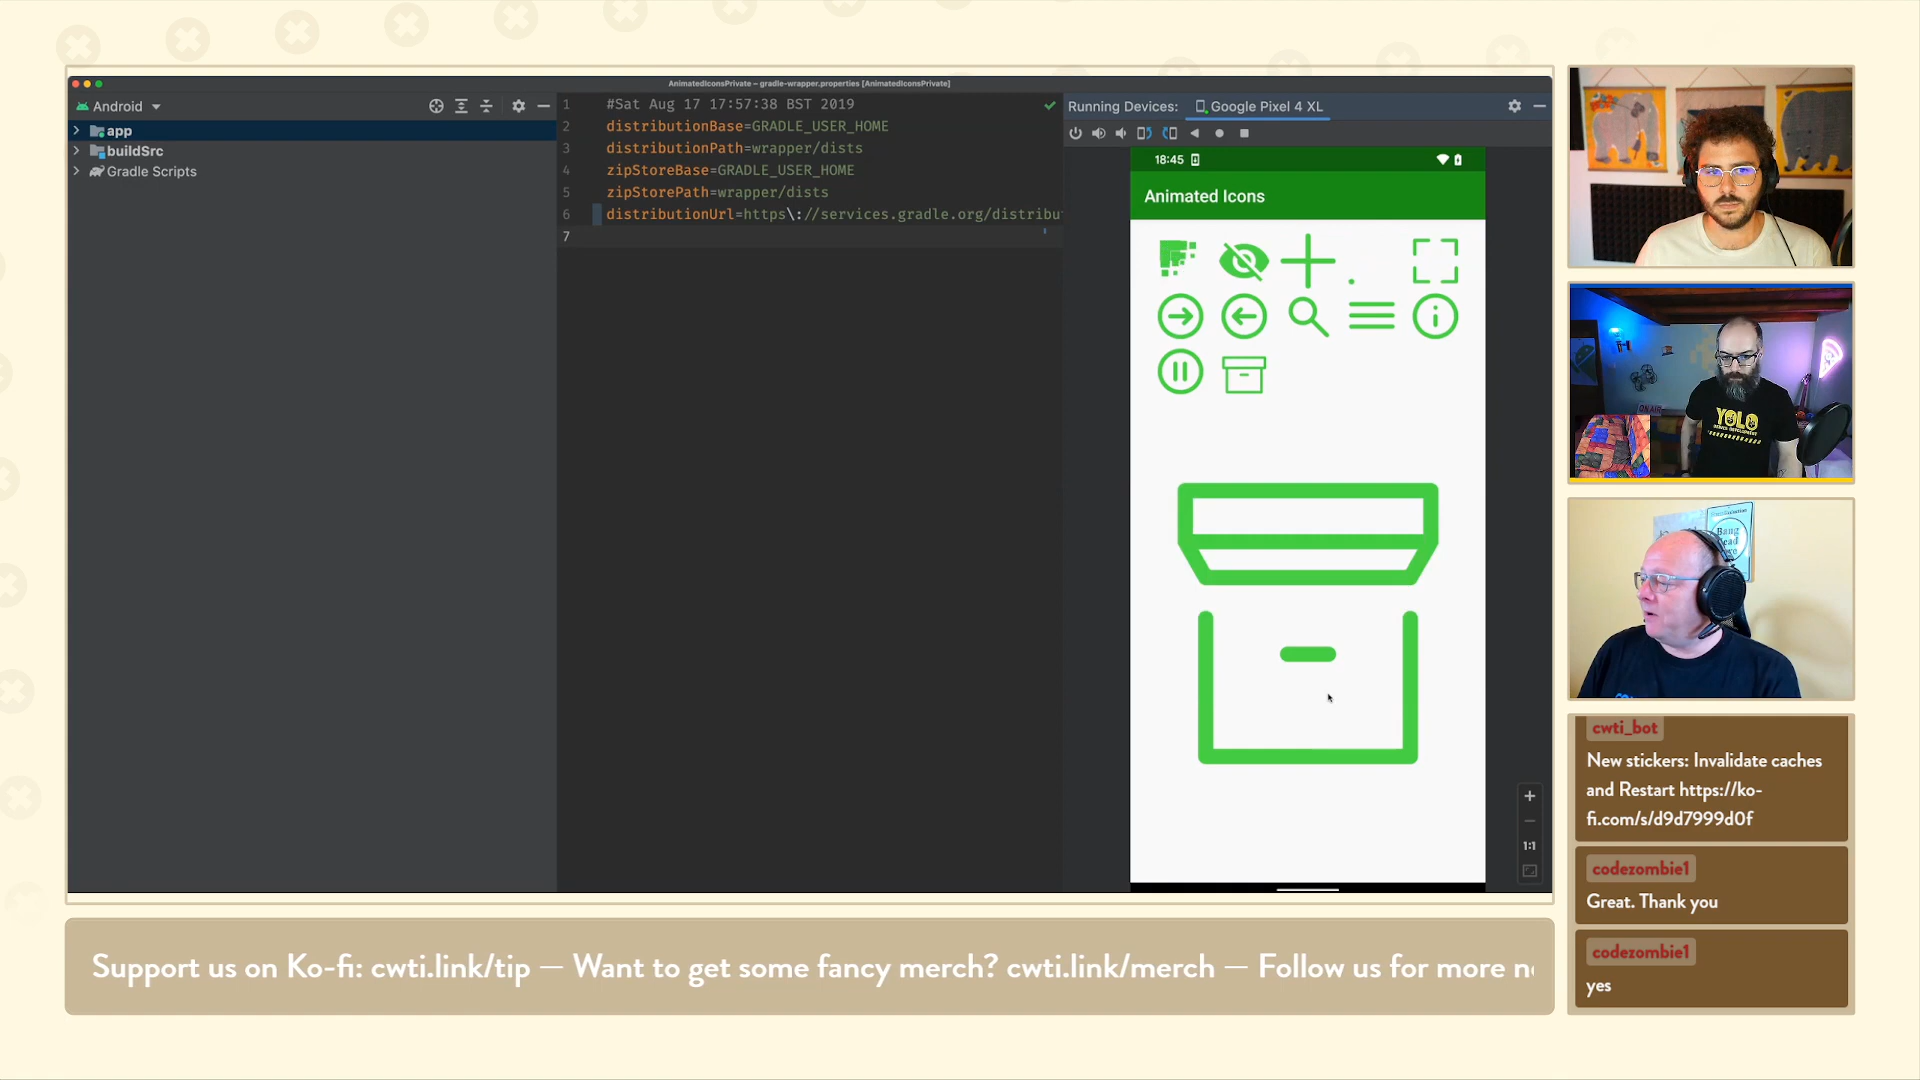 AnimatedIconsPrivate – gradle-wrapper.properties [AnimatedIconsPrivate]
Android
app
buildSrc
Gradle Scripts
1 #Sat Aug 17 17:57:38 BST 2019
2 distributionBase=GRADLE_USER_HOME
3 distributionPath=wrapper/dists
4 zipStoreBase=GRADLE_USER_HOME
5 zipStorePath=wrapper/dists
6 distributionUrl=https\://services.gradle.org/distribu
7
Running Devices: Google Pixel 4 XL
18:45
Animated Icons
1:1
YOLO
Bang
cwti_bot
New stickers: Invalidate caches
and Restart https://ko-
fi.com/s/d9d7999d0f
codezombie1
Great. Thank you
codezombie1
yes
Support us on Ko-fi: cwti.link/tip — Want to get some fancy merch? cwti.link/merch — Follow us for more